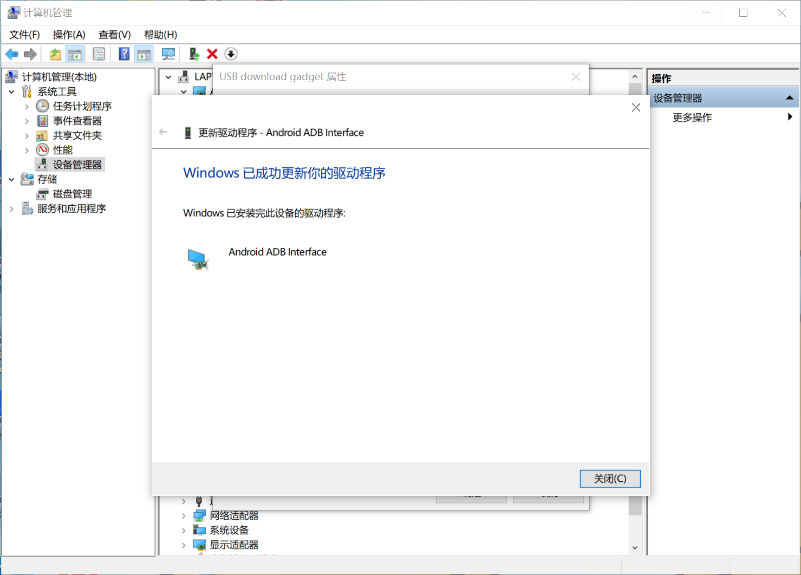 计算机管理
文件(F) 操作(A) 查看(V) 帮助(H)
计算机管理(本地)
系统工具
任务计划程序
事件查看器
共享文件夹
性能
设备管理器
存储
磁盘管理
服务和应用程序
LAPT
USB download gadget 属性
更新驱动程序 - Android ADB Interface
Windows 已成功更新你的驱动程序
Windows 已安装完此设备的驱动程序:
Android ADB Interface
关闭(C)
网络适配器
系统设备
显示适配器
操作
设备管理器
更多操作